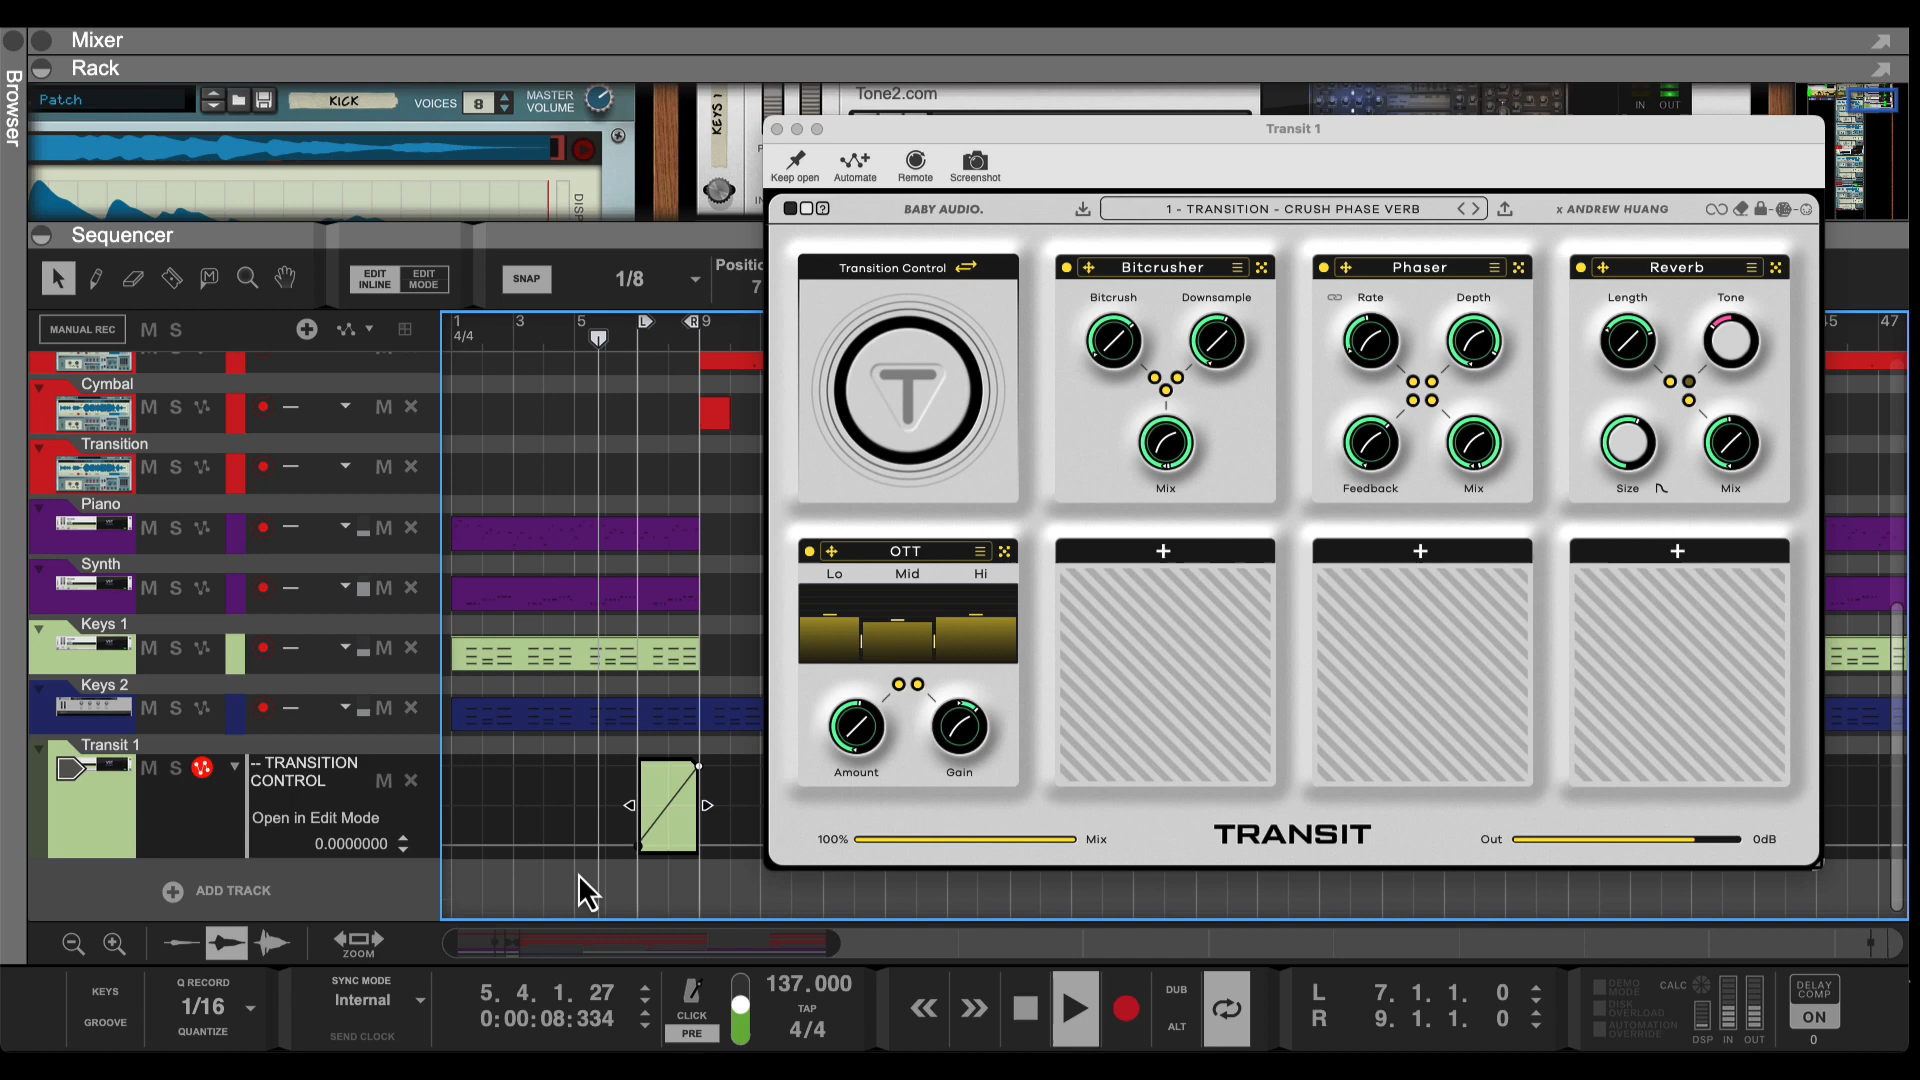 Mixer
Rack
Browser
Patch
KICK
VOICES
8
MASTER
VOLUME
KEYS 1
Tone2.com
IN OUT
Transit 1
Keep open
Automate
Remote
Screenshot
BABY AUDIO.
1 - TRANSITION - CRUSH PHASE VERB
x ANDREW HUANG
Sequencer
EDIT INLINE
EDIT MODE
SNAP
1/8
7
MANUAL REC
M S
1 3 5 L R 9
4/4
45 47
Transition Control
T
Bitcrusher
Bitcrush
Downsample
Mix
Phaser
Rate
Depth
Feedback
Mix
Reverb
Length
Tone
Size
Mix
OTT
Lo
Mid
Hi
Amount
Gain
+
+
+
100%
Mix
TRANSIT
Out
0dB
Cymbal
M S
M
Transition
M S
M
Piano
M S
M
Synth
M S
M
Keys 1
M S
M
Keys 2
M S
M
Transit 1
M S
-- TRANSITION
CONTROL
M
Open in Edit Mode
0.0000000
ADD TRACK
ZOOM
KEYS
GROOVE
Q RECORD
1/16
QUANTIZE
SYNC MODE
Internal
SEND CLOCK
5. 4. 1. 27
0:00:08:334
CLICK
PRE
137.000
TAP
4/4
DUB
ALT
L 7. 1. 1. 0
R 9. 1. 1. 0
DEMO MODE
DISK OVERLOAD
AUTOMATION OVERRIDE
CALC
DSP IN OUT
DELAY COMP
ON
0